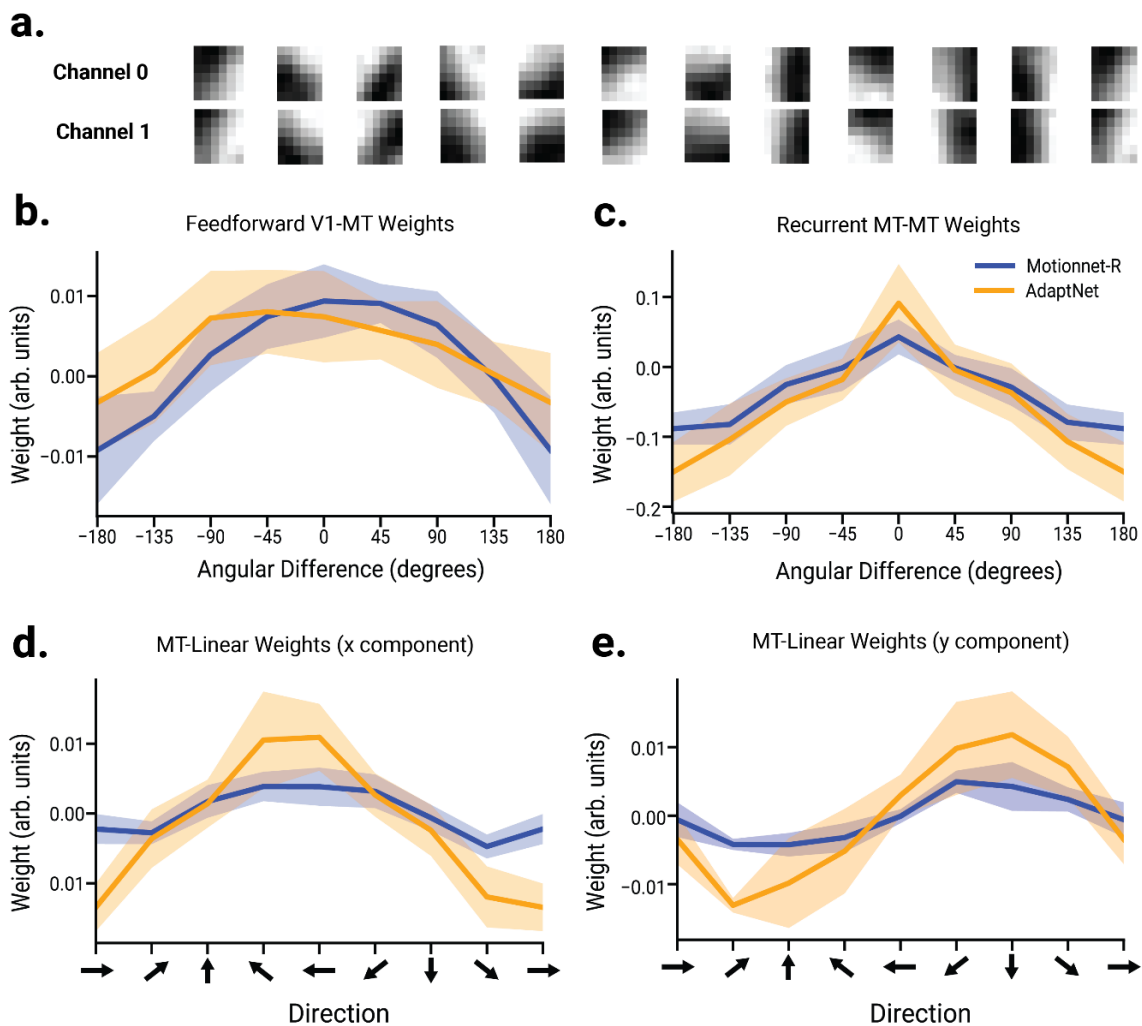 a.
Channel 0
Channel 1
b.
Feedforward V1-MT Weights
Weight (arb. units)
0.01
0.00
−0.01
−180 −135 −90 −45 0 45 90 135 180
Angular Difference (degrees)
c.
Recurrent MT-MT Weights
Motionnet-R
AdaptNet
Weight (arb. units)
0.1
0.0
−0.1
−0.2
−180 −135 −90 −45 0 45 90 135 180
Angular Difference (degrees)
d.
MT-Linear Weights (x component)
Weight (arb. units)
0.01
0.00
0.01
Direction
e.
MT-Linear Weights (y component)
Weight (arb. units)
0.01
0.00
−0.01
Direction